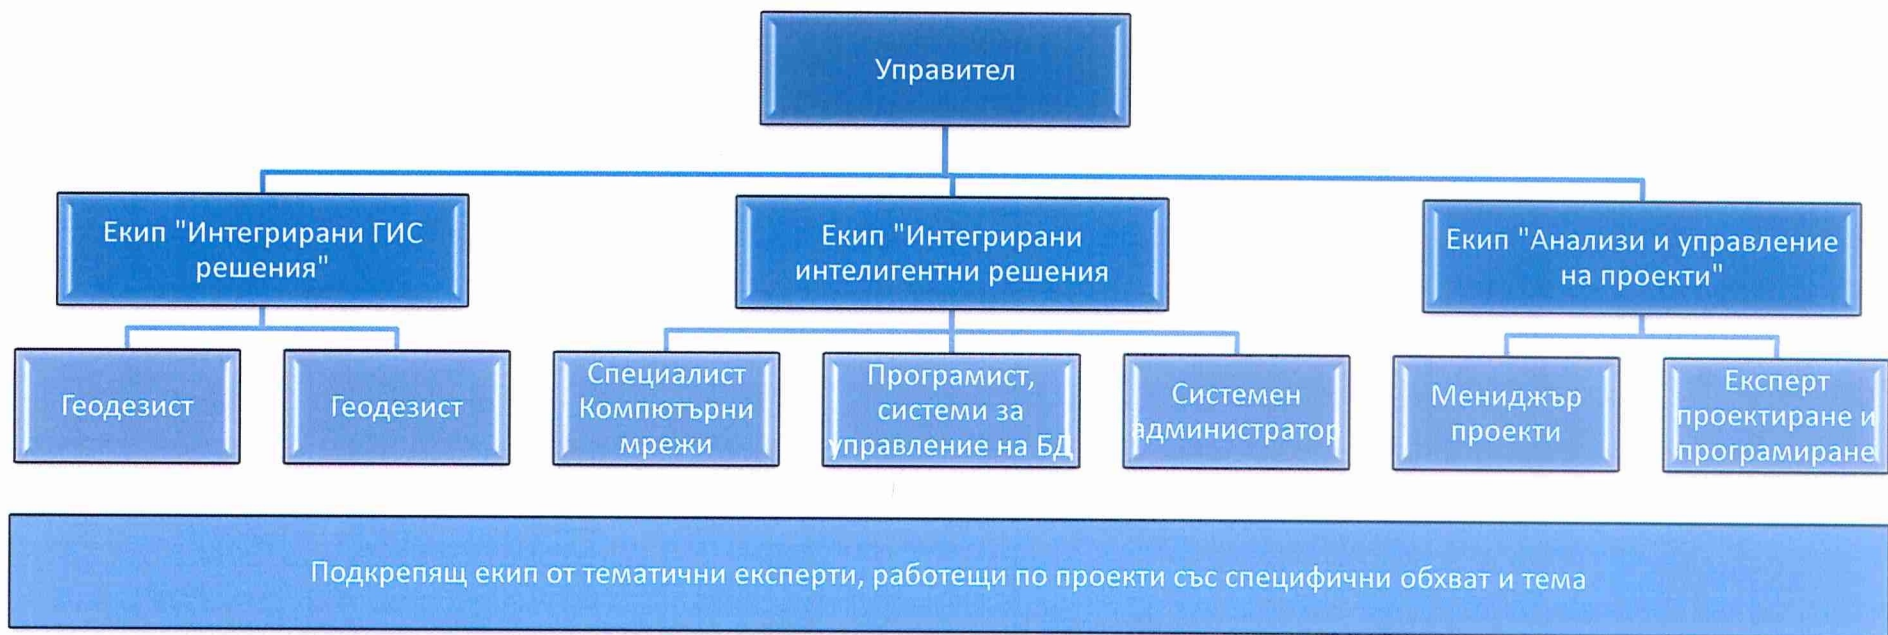 Управител
Екип "Интегрирани ГИС
решения"
Екип "Интегрирани
интелигентни решения
Екип "Анализи и управление
на проекти"
Геодезист
Геодезист
Специалист
Компютърни
мрежи
Програмист,
системи за
управление на БД
Системен
администратор
Мениджър
проекти
Експерт
проектиране и
програмиране
Подкрепящ екип от тематични експерти, работещи по проекти със специфични обхват и тема